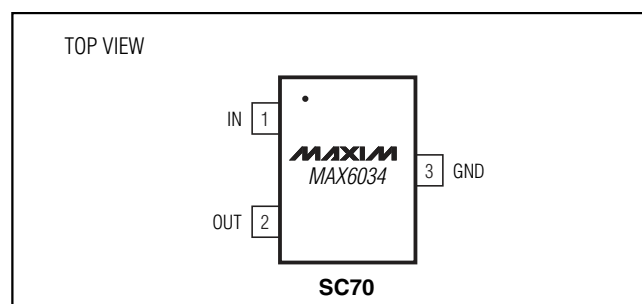 TOP VIEW
IN 1
MAXIM
MAX6034
3 GND
OUT 2
SC70